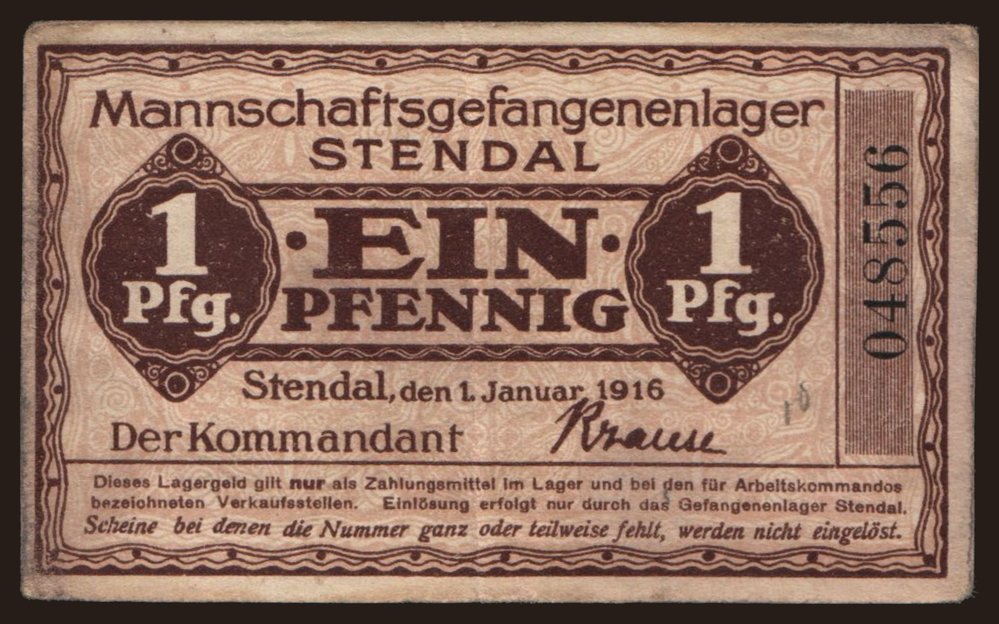 Mannschaftsgefangenenlager
STENDAL
1
Pfg.
· EIN ·
PFENNIG
1
Pfg.
Stendal, den 1. Januar 1916
Der Kommandant Krause
048556
18
Dieses Lagergeld gilt nur als Zahlungsmittel im Lager und bei den für Arbeitskommandos
bezeichneten Verkaufsstellen. Einlösung erfolgt nur durch das Gefangenenlager Stendal.
Scheine bei denen die Nummer ganz oder teilweise fehlt, werden nicht eingelöst.